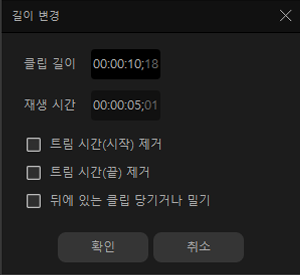 길이 변경
클립 길이 00:00:10;18
재생 시간 00:00:05;01
트림 시간(시작) 제거
트림 시간(끝) 제거
뒤에 있는 클립 당기거나 밀기
확인 취소